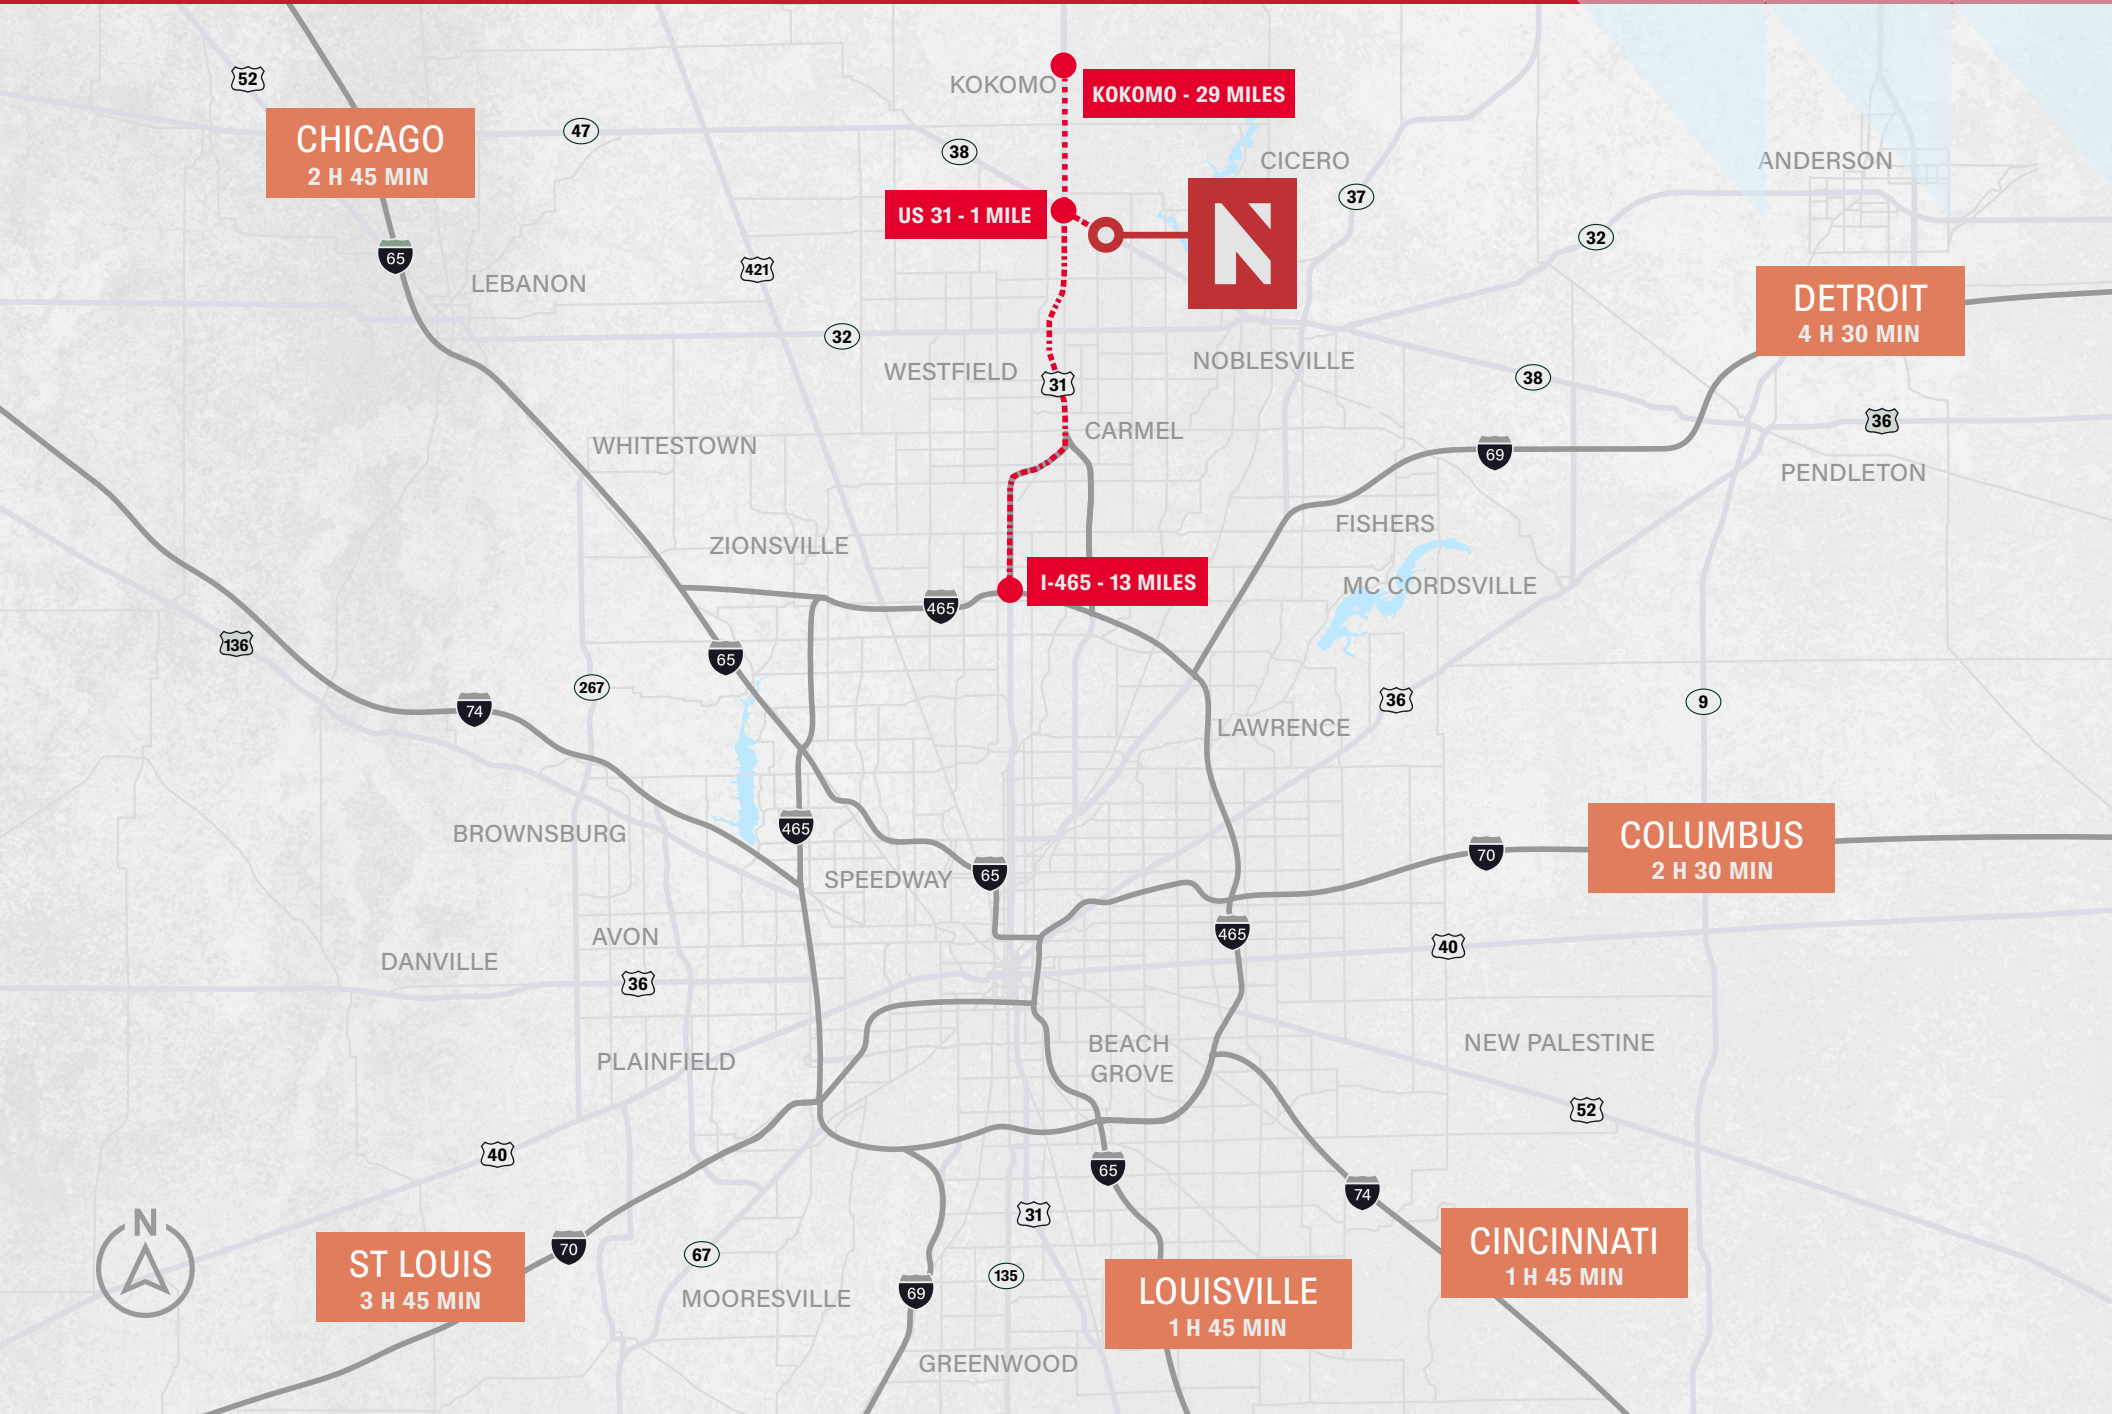 KOKOMO
KOKOMO - 29 MILES
52
CHICAGO
2 H 45 MIN
47
38
CICERO
ANDERSON
37
US 31 - 1 MILE
N
32
65
421
LEBANON
DETROIT
4 H 30 MIN
32
WESTFIELD
31
NOBLESVILLE
38
36
CARMEL
WHITESTOWN
69
PENDLETON
FISHERS
ZIONSVILLE
I-465 - 13 MILES
MC CORDSVILLE
465
136
65
267
74
36
9
LAWRENCE
465
BROWNSBURG
COLUMBUS
2 H 30 MIN
70
SPEEDWAY
65
465
AVON
40
DANVILLE
36
BEACH
GROVE
NEW PALESTINE
PLAINFIELD
52
40
65
74
N
31
ST LOUIS
3 H 45 MIN
70
67
135
CINCINNATI
1 H 45 MIN
MOORESVILLE
69
LOUISVILLE
1 H 45 MIN
GREENWOOD